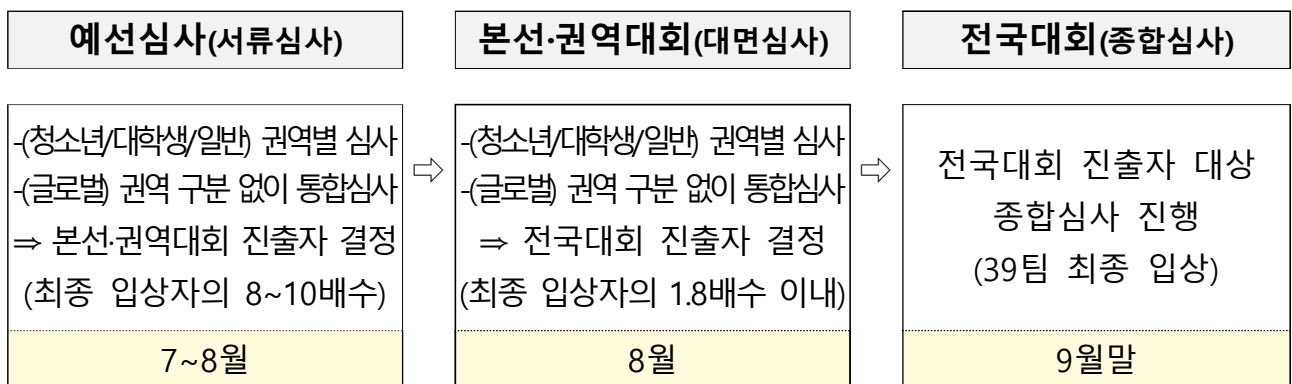 예선심사(서류심사)
-(청소년/대학생/일반) 권역별 심사
-(글로벌) 권역 구분 없이 통합심사
⇒ 본선·권역대회 진출자 결정
(최종 입상자의 8~10배수)
7~8월
⇨
본선·권역대회(대면심사)
-(청소년/대학생/일반) 권역별 심사
-(글로벌) 권역 구분 없이 통합심사
⇒ 전국대회 진출자 결정
(최종 입상자의 1.8배수 이내)
8월
⇨
전국대회(종합심사)
전국대회 진출자 대상
종합심사 진행
(39팀 최종 입상)
9월말